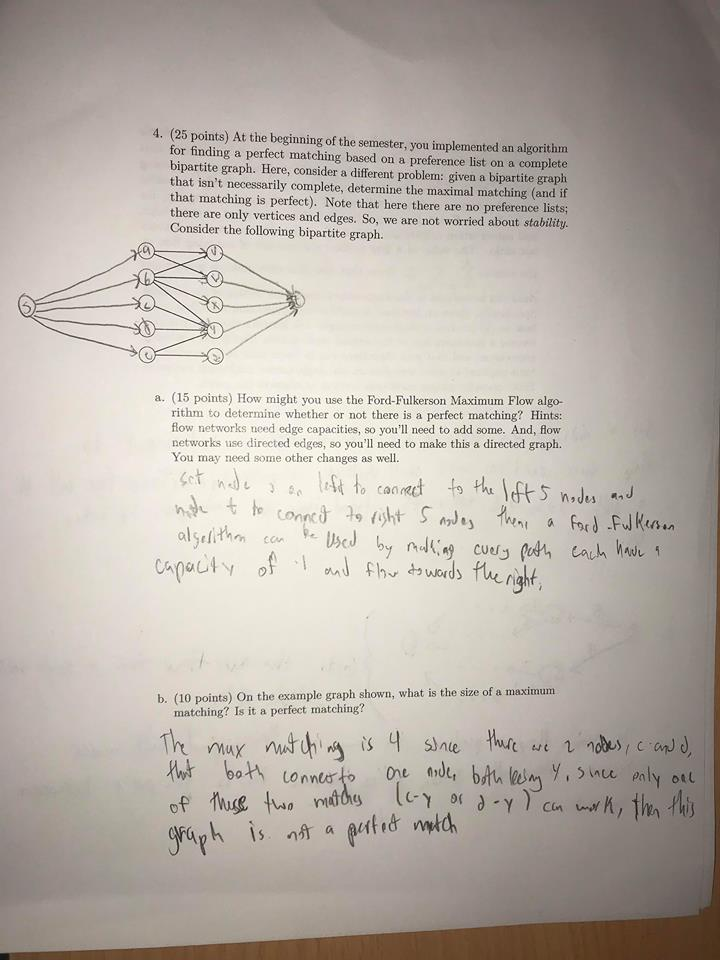 4. (25 points) At the beginning of the semester, you implemented an algorithm
for finding a perfect matching based on a preference list on a complete
bipartite graph. Here, consider a different problem: given a bipartite graph
that isn't necessarily complete, determine the maximal matching (and if
that matching is perfect). Note that here there are no preference lists;
there are only vertices and edges. So, we are not worried about stability.
Consider the following bipartite graph.
a
b
S
c
x
y
e
z
a. (15 points) How might you use the Ford-Fulkerson Maximum Flow algo-
rithm to determine whether or not there is a perfect matching? Hints:
flow networks need edge capacities, so you'll need to add some. And, flow
networks use directed edges, so you'll need to make this a directed graph.
You may need some other changes as well.
set node s on left to connect to the left 5 nodes and
node t to connect to right 5 nodes then a Ford-Fulkerson
algorithm can be used by making every path each have a
capacity of 1 and flow towards the right.
b. (10 points) On the example graph shown, what is the size of a maximum
matching? Is it a perfect matching?
The max matching is 4 since there are 2 nodes, c and d,
that both connect to one node, both being y. since only one
of these two matches (c-y or d-y) can work, then this
graph is not a perfect match